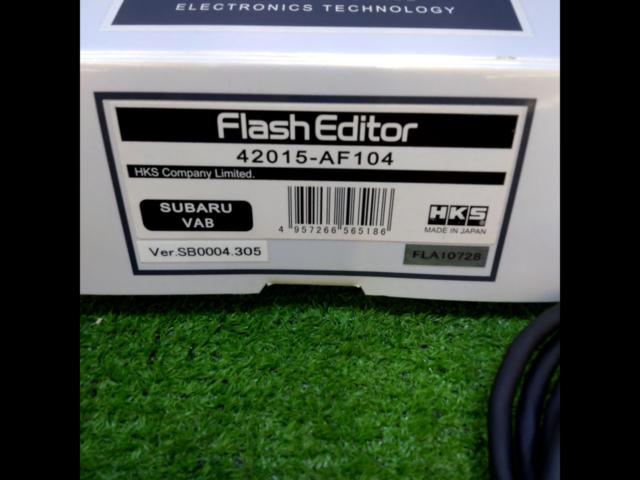 ELECTRONICS TECHNOLOGY
Flash Editor
42015-AF104
HKS Company Limited.
SUBARU
VAB
4 957266 565186
HKS
MADE IN JAPAN
Ver.SB0004.305
FLA10728